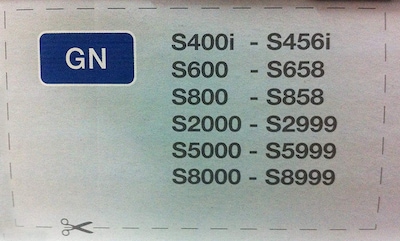 GN
S400i - S456i
S600 - S658
S800 - S858
S2000 - S2999
S5000 - S5999
S8000 - S8999